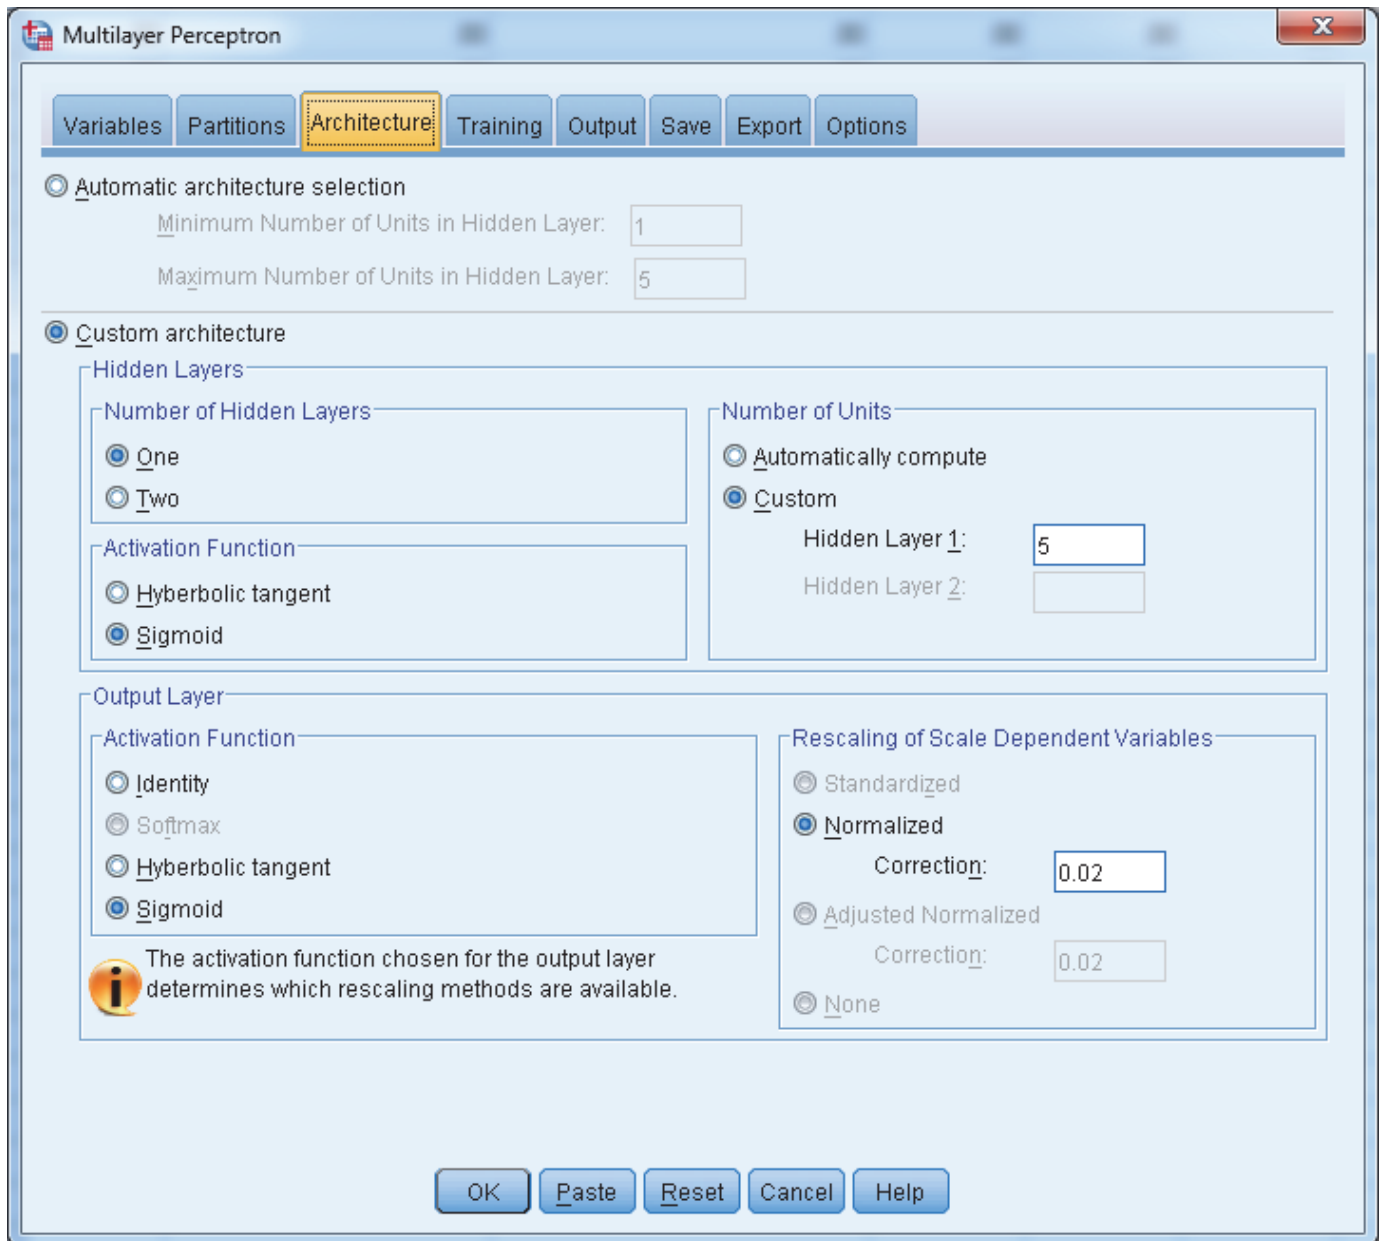 Multilayer Perceptron
Variables Partitions Architecture Training Output Save Export Options
Automatic architecture selection
Minimum Number of Units in Hidden Layer: 1
Maximum Number of Units in Hidden Layer: 5
Custom architecture
Hidden Layers
Number of Hidden Layers
One
Two
Activation Function
Hyberbolic tangent
Sigmoid
Number of Units
Automatically compute
Custom
Hidden Layer 1: 5
Hidden Layer 2:
Output Layer
Activation Function
Identity
Softmax
Hyberbolic tangent
Sigmoid
The activation function chosen for the output layer
determines which rescaling methods are available.
Rescaling of Scale Dependent Variables
Standardized
Normalized
Correction: 0.02
Adjusted Normalized
Correction: 0.02
None
OK Paste Reset Cancel Help